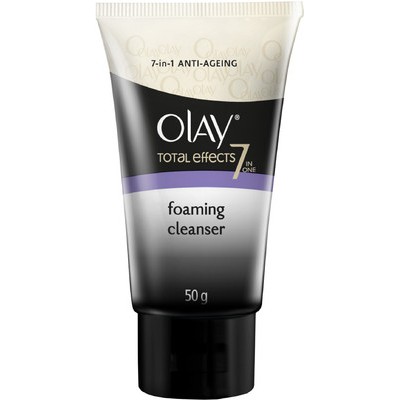 7-in-1 ANTI-AGEING
OLAY®
TOTAL effects 7 IN ONE
foaming
cleanser
50 g